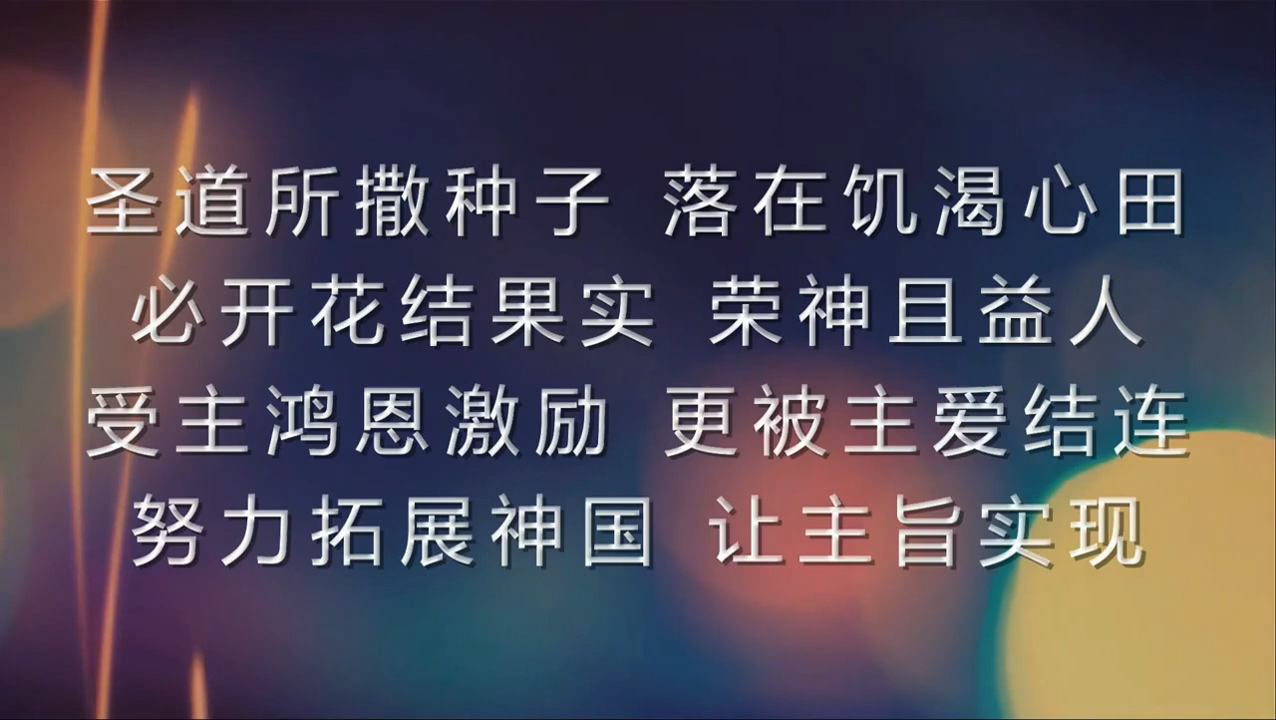 圣道所撒种子 落在饥渴心田
必开花结果实 荣神且益人
受主鸿恩激励 更被主爱结连
努力拓展神国 让主旨实现